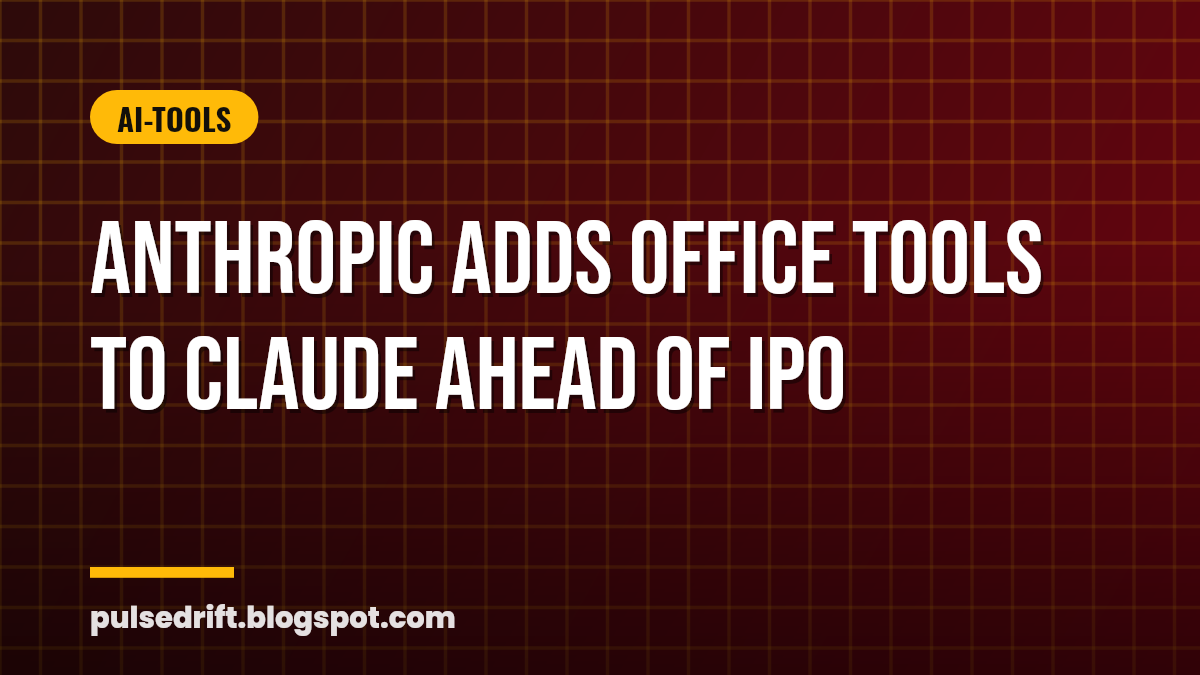 AI-TOOLS
ANTHROPIC ADDS OFFICE TOOLS
TO CLAUDE AHEAD OF IPO
pulsedrift.blogspot.com